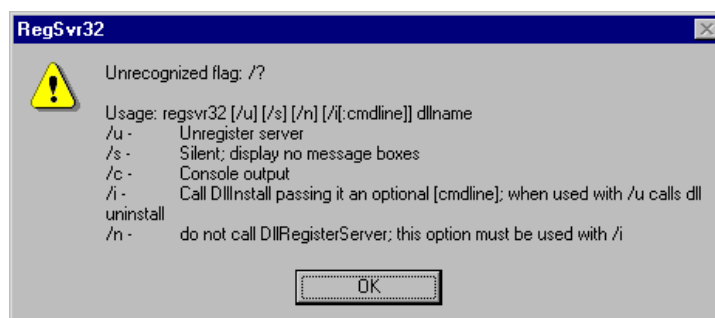 RegSvr32
Unrecognized flag: /?
Usage: regsvr32 [/u] [/s] [/n] [/i[:cmdline]] dllname
/u - Unregister server
/s - Silent; display no message boxes
/c - Console output
/i - Call DllInstall passing it an optional [cmdline]; when used with /u calls dll
uninstall
/n - do not call DllRegisterServer; this option must be used with /i
OK